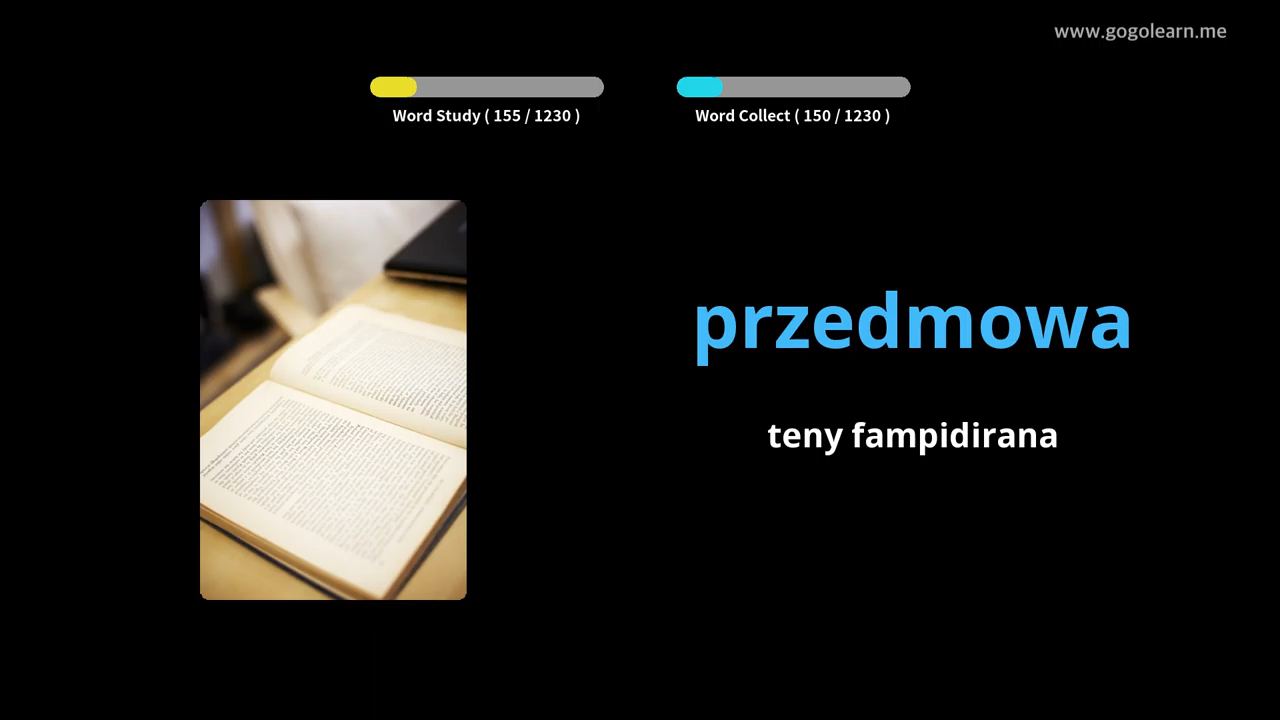 www.gogolearn.me
Word Study ( 155 / 1230 )
Word Collect ( 150 / 1230 )
przedmowa
teny fampidirana